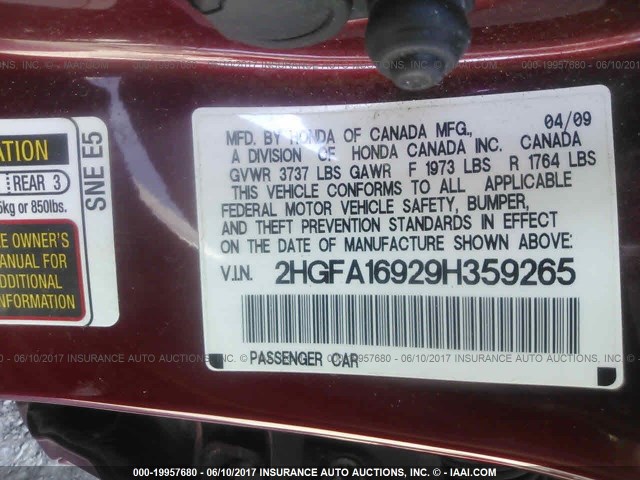 ATION
REAR 3
5kg or 850lbs.
E OWNER'S
ANUAL FOR
DDITIONAL
INFORMATION
SNE E5
04/09
MFD. BY HONDA OF CANADA MFG.,
A DIVISION OF HONDA CANADA INC. CANADA
GVWR 3737 LBS GAWR F 1973 LBS R 1764 LBS
THIS VEHICLE CONFORMS TO ALL APPLICABLE
FEDERAL MOTOR VEHICLE SAFETY, BUMPER,
AND THEFT PREVENTION STANDARDS IN EFFECT
ON THE DATE OF MANUFACTURE SHOWN ABOVE:
V.I.N. 2HGFA16929H359265
PASSENGER CAR
000-19957680 - 06/10/2017 INSURANCE AUTO AUCTIONS, INC. - © - IAAI.COM